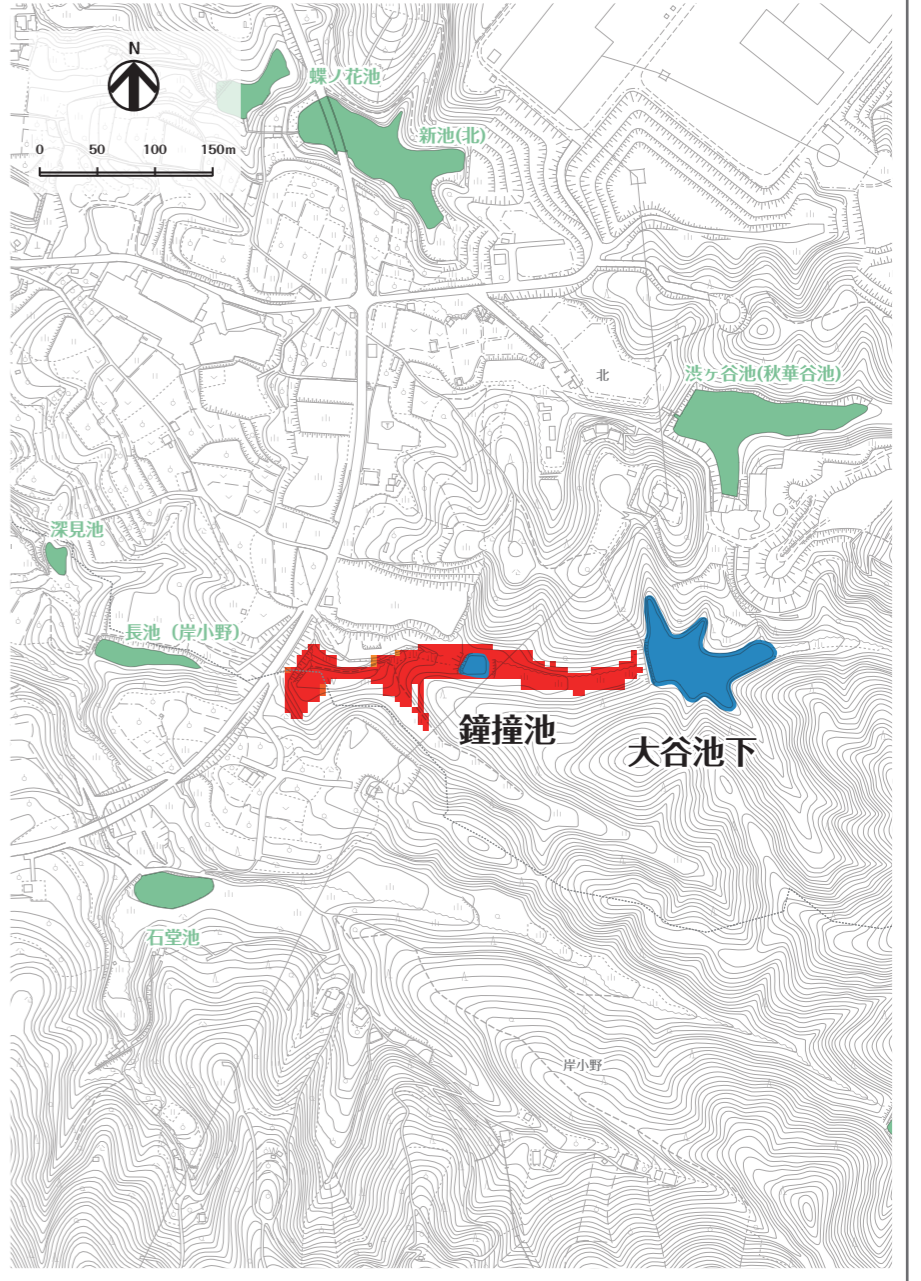 N
0 50 100 150m
蝶ノ花池
新池(北)
北
渋ヶ谷池(秋華谷池)
深見池
長池（岸小野）
鐘撞池
大谷池下
石堂池
岸小野